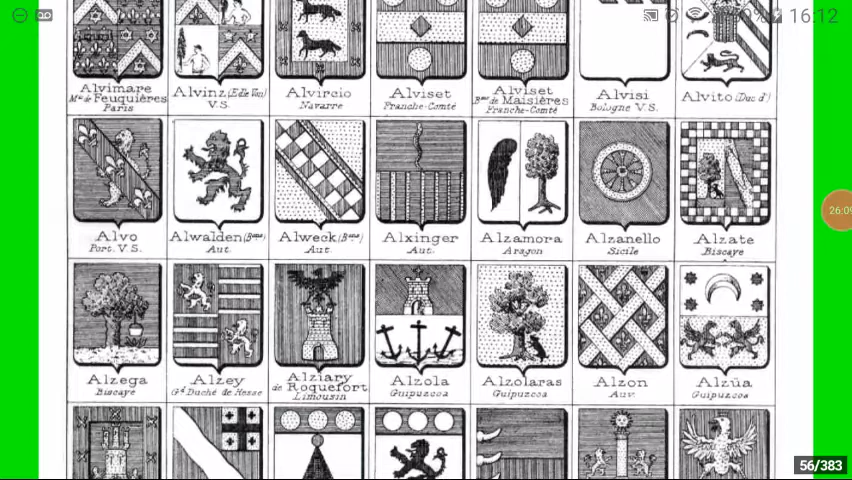 16:12
Alvimare
Mis de Feuquières
Paris
Alvinz (Edle Von)
V.S.
Alvircio
Navarre
Alviset
Franche-Comté
Alviset
Bons de Maisières
Franche-Comté
Alvisi
Bologne V.S.
Alvito (Duc d')
26:09
Alvo
Port. V.S.
Alwalden (Bons)
Aut.
Alweck (Bons)
Aut.
Alxinger
Aut.
Alzamora
Aragon
Alzanello
Sicile
Alzate
Biscaye
Alzega
Biscaye
Alzey
Gd Duché de Hesse
Alziary
de Roquefort
Limousin
Alzola
Guipuzcoa
Alzolaras
Guipuzcoa
Alzon
Auv.
Alzüa
Guipuzcoa
56/383